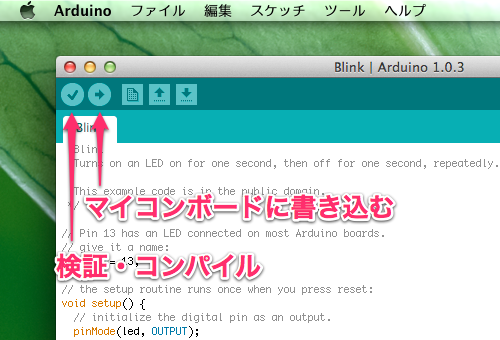 Arduino ファイル 編集 スケッチ ツール ヘルプ
Blink | Arduino 1.0.3
Blink
Blink
Turns on an LED on for one second, then off for one second, repeatedly.
This example code is in the public domain.
*/
マイコンボードに書き込む
// Pin 13 has an LED connected on most Arduino boards.
// give it a name:
= 13;
検証・コンパイル
// the setup routine runs once when you press reset:
void setup() {
// initialize the digital pin as an output.
pinMode(led, OUTPUT);